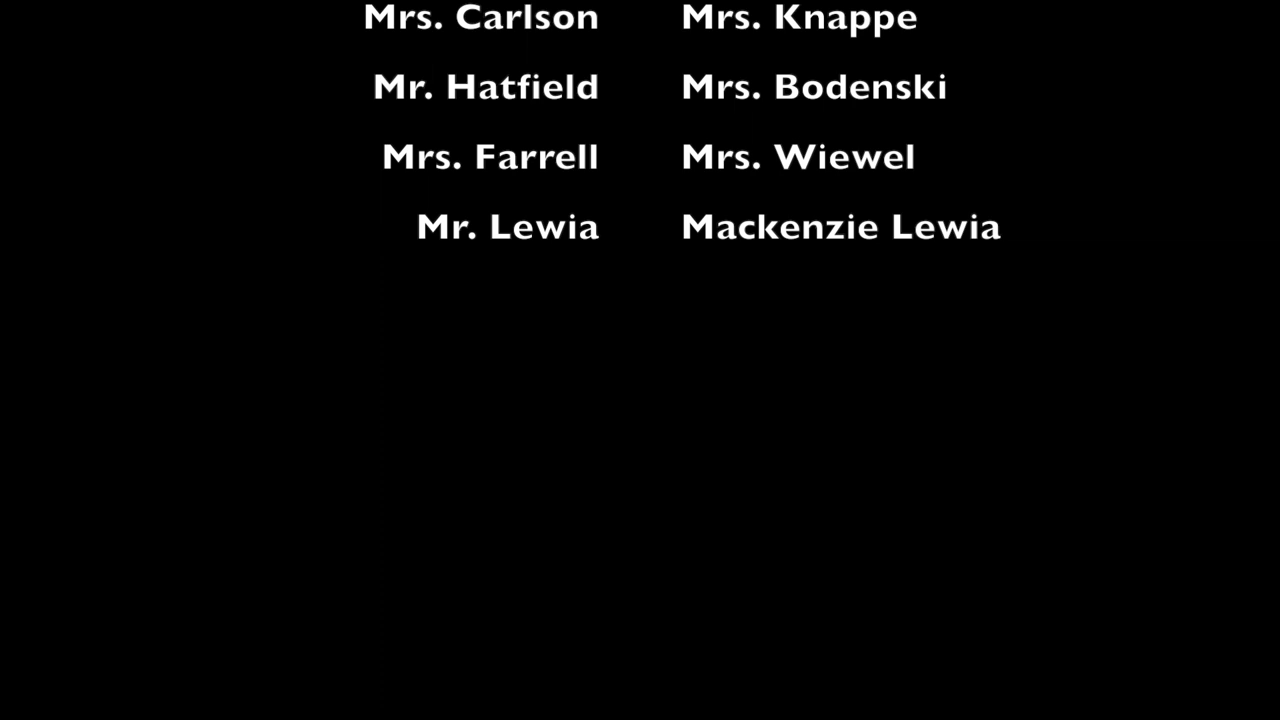 Mrs. Carlson Mrs. Knappe
Mr. Hatfield Mrs. Bodenski
Mrs. Farrell Mrs. Wiewel
Mr. Lewia Mackenzie Lewia